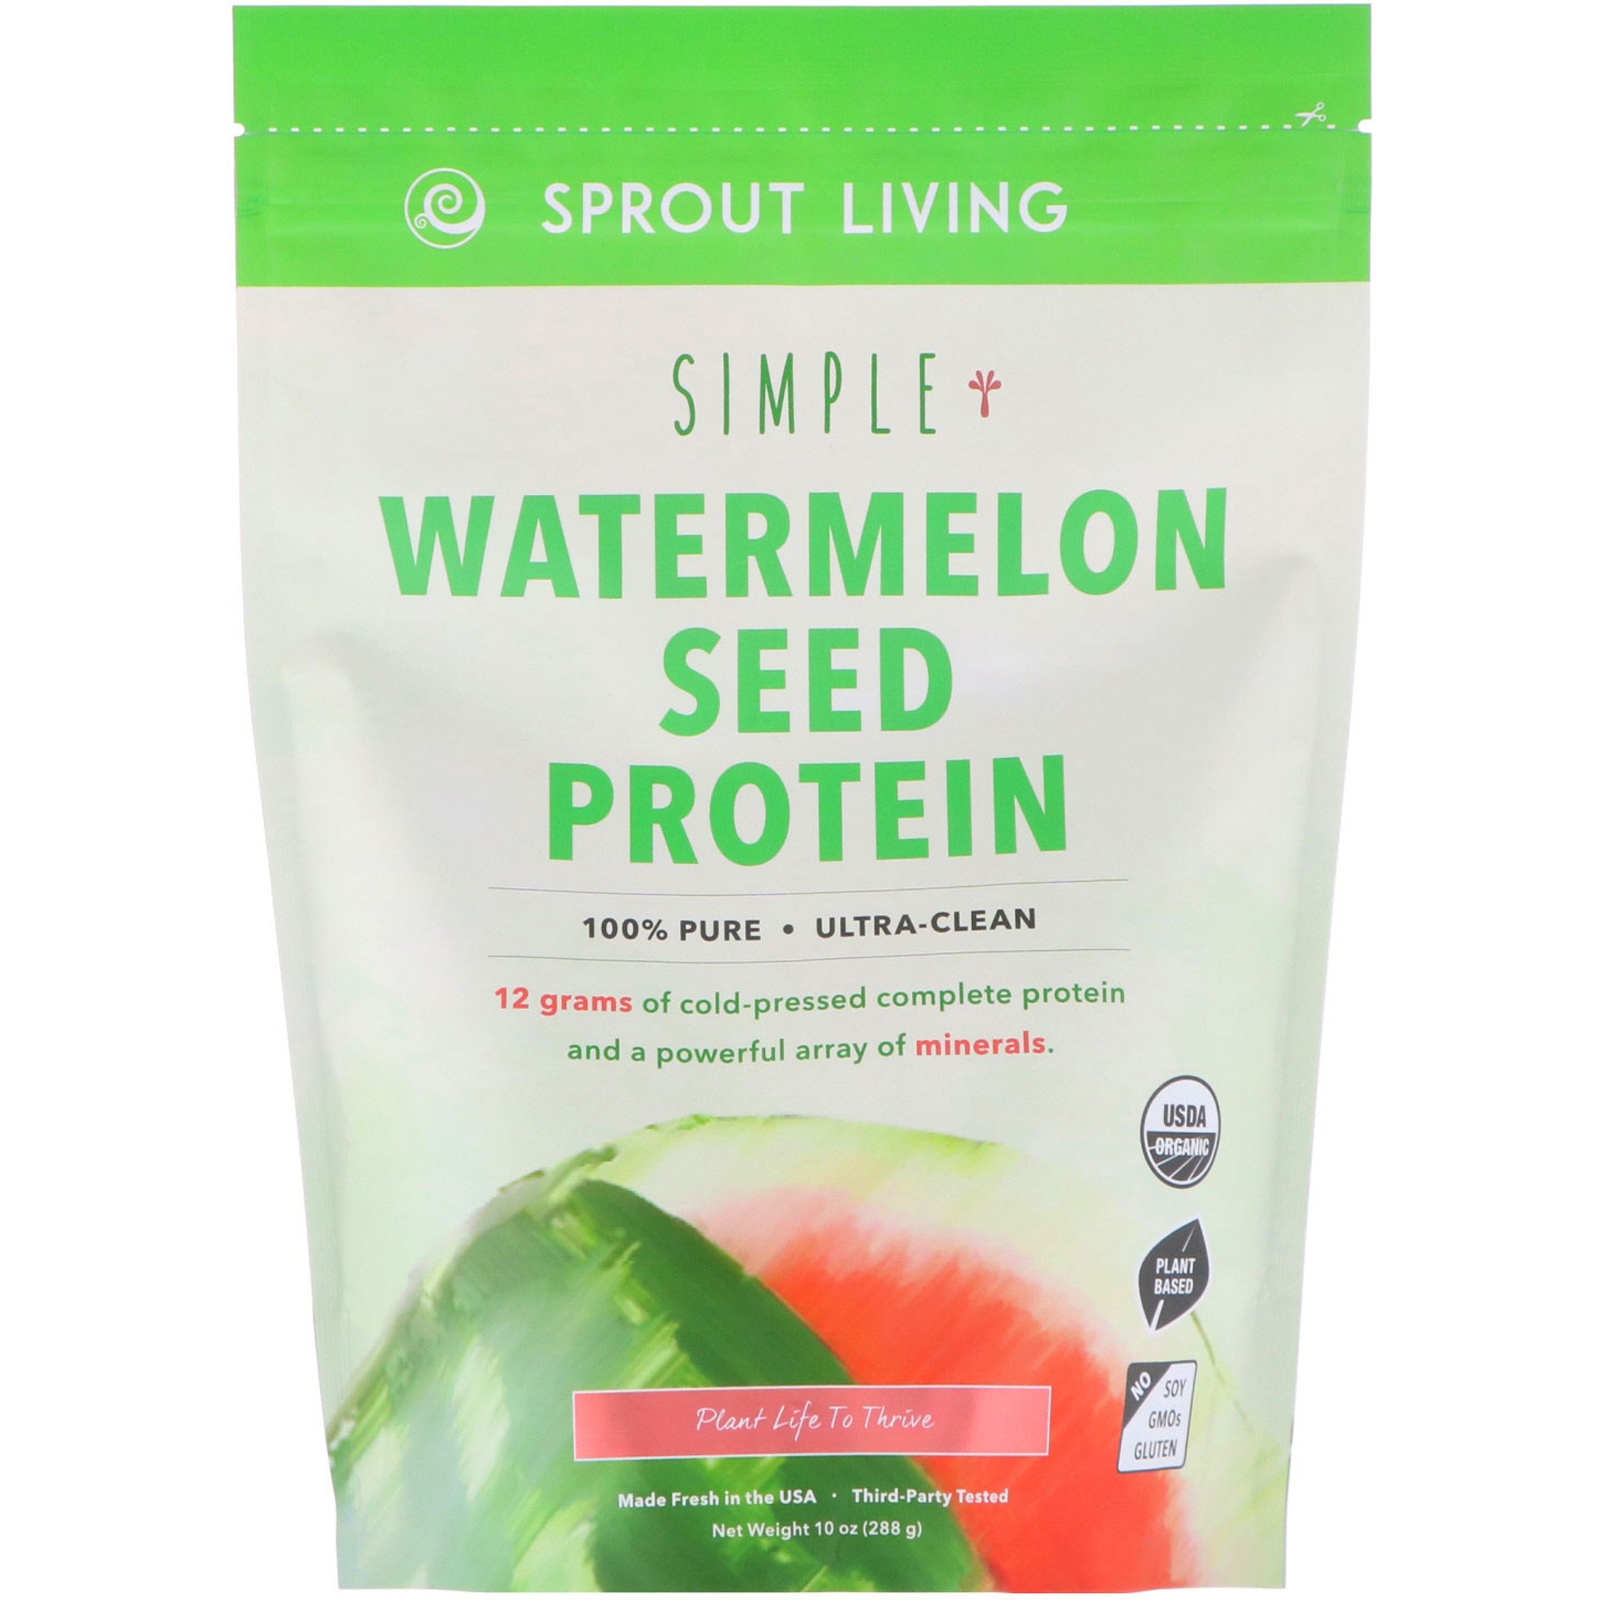 SPROUT LIVING
SIMPLE
WATERMELON
SEED
PROTEIN
100% PURE • ULTRA-CLEAN
12 grams of cold-pressed complete protein
and a powerful array of minerals.
USDA
ORGANIC
PLANT
BASED
NO SOY
GMOs
GLUTEN
Plant Life To Thrive
Made Fresh in the USA · Third-Party Tested
Net Weight 10 oz (288 g)